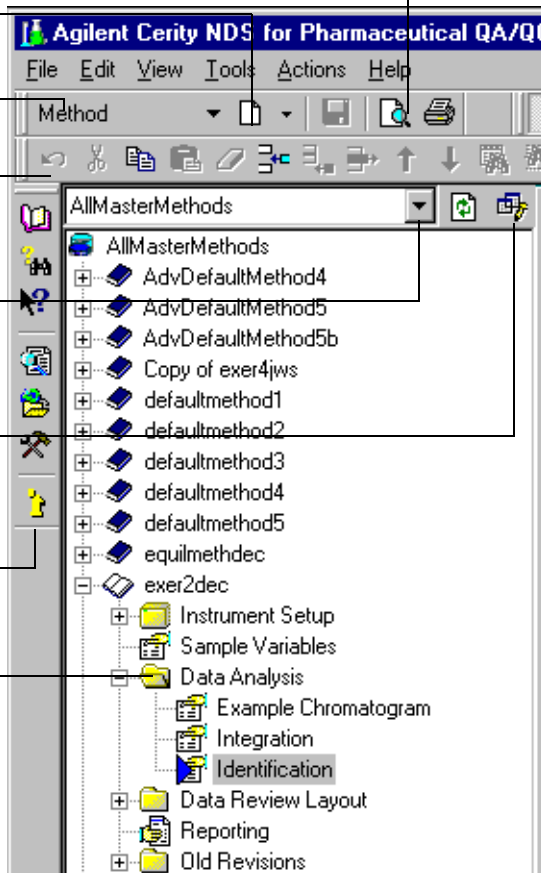 Agilent Cerity NDS for Pharmaceutical QA/QC
File Edit View Tools Actions Help
Method
AllMasterMethods
AllMasterMethods
AdvDefaultMethod4
AdvDefaultMethod5
AdvDefaultMethod5b
Copy of exer4jws
defaultmethod1
defaultmethod2
defaultmethod3
defaultmethod4
defaultmethod5
equilmethdec
exer2dec
Instrument Setup
Sample Variables
Data Analysis
Example Chromatogram
Integration
Identification
Data Review Layout
Reporting
Old Revisions